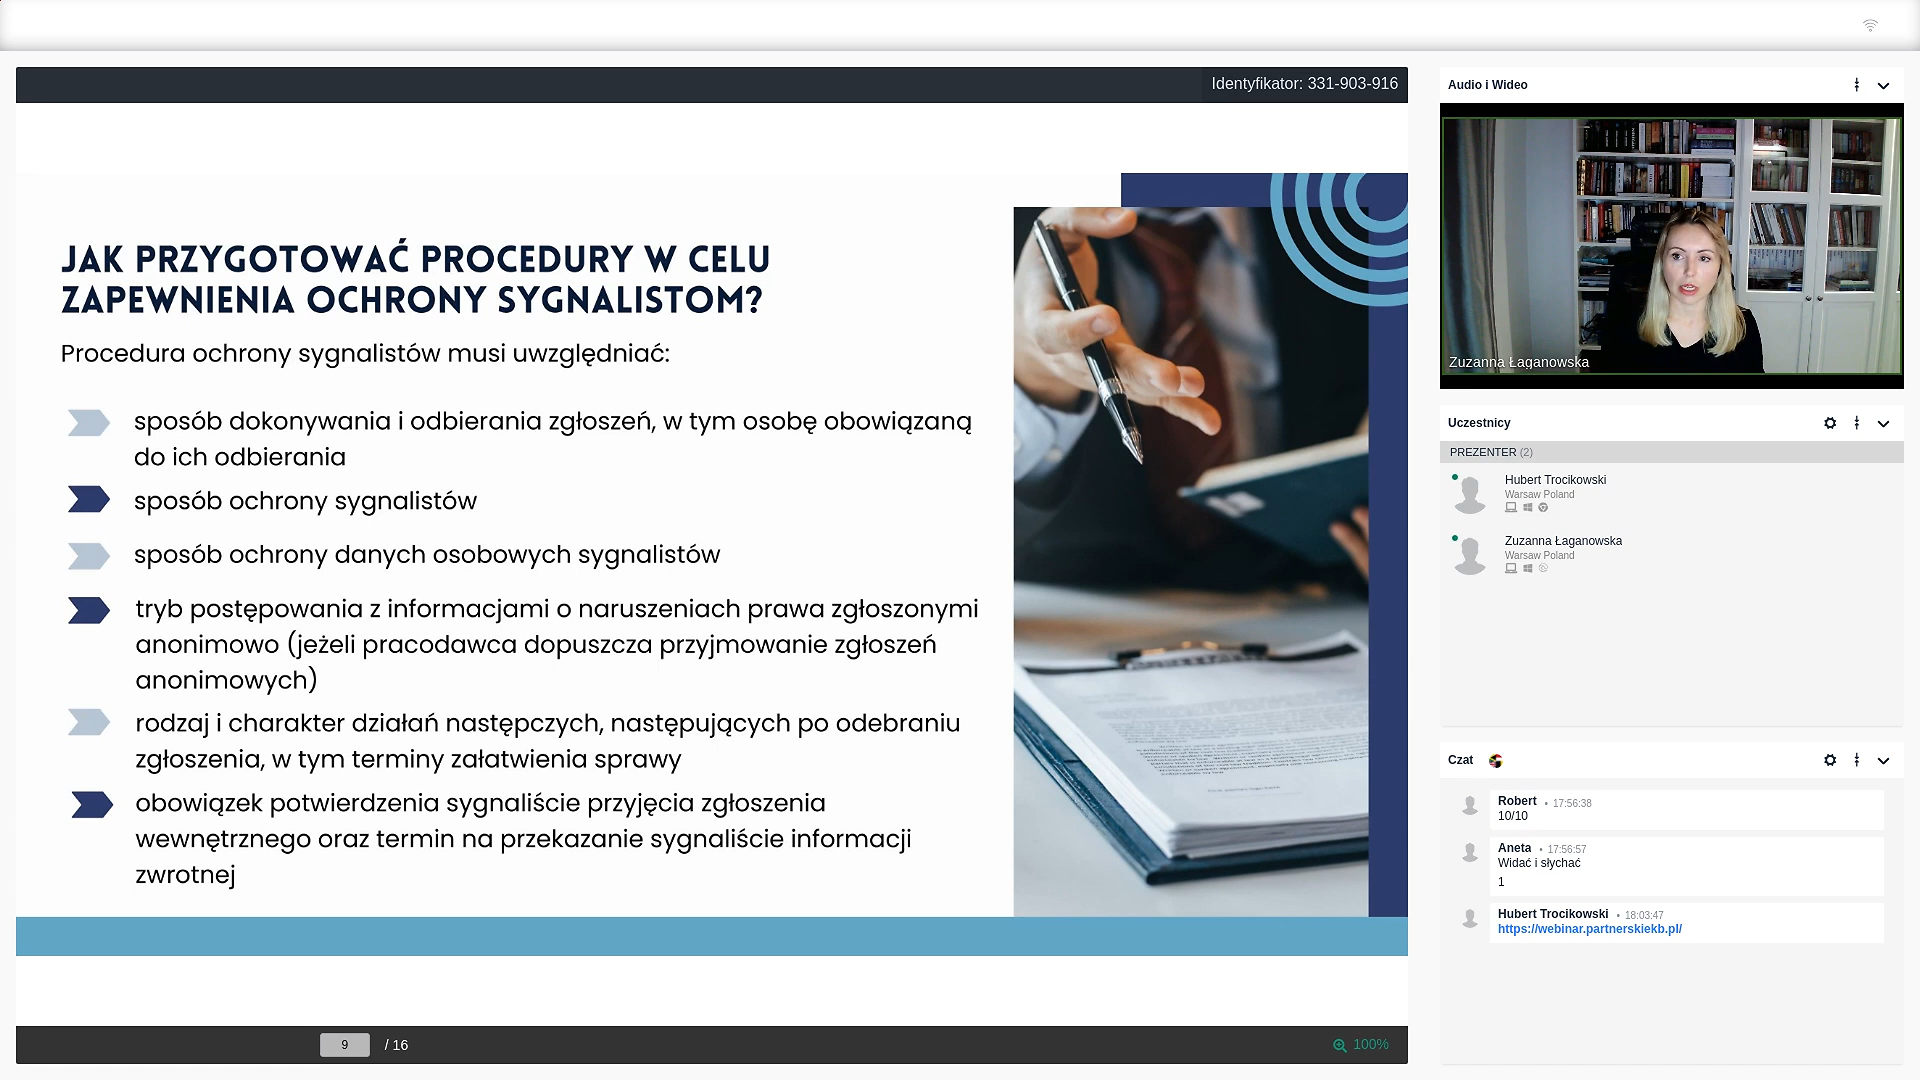 Identyfikator: 331-903-916
JAK PRZYGOTOWAĆ PROCEDURY W CELU
ZAPEWNIENIA OCHRONY SYGNALISTOM?
Procedura ochrony sygnalistów musi uwzględniać:
sposób dokonywania i odbierania zgłoszeń, w tym osobę obowiązaną
do ich odbierania
sposób ochrony sygnalistów
sposób ochrony danych osobowych sygnalistów
tryb postępowania z informacjami o naruszeniach prawa zgłoszonymi
anonimowo (jeżeli pracodawca dopuszcza przyjmowanie zgłoszeń
anonimowych)
rodzaj i charakter działań następczych, następujących po odebraniu
zgłoszenia, w tym terminy załatwienia sprawy
obowiązek potwierdzenia sygnaliście przyjęcia zgłoszenia
wewnętrznego oraz termin na przekazanie sygnaliście informacji
zwrotnej
9 / 16
100%
Audio i Wideo
Zuzanna Łaganowska
Uczestnicy
PREZENTER (2)
Hubert Trocikowski
Warsaw Poland
Zuzanna Łaganowska
Warsaw Poland
Czat
Robert • 17:56:38
10/10
Aneta • 17:56:57
Widać i słychać
1
Hubert Trocikowski • 18:03:47
https://webinar.partnerskiekb.pl/